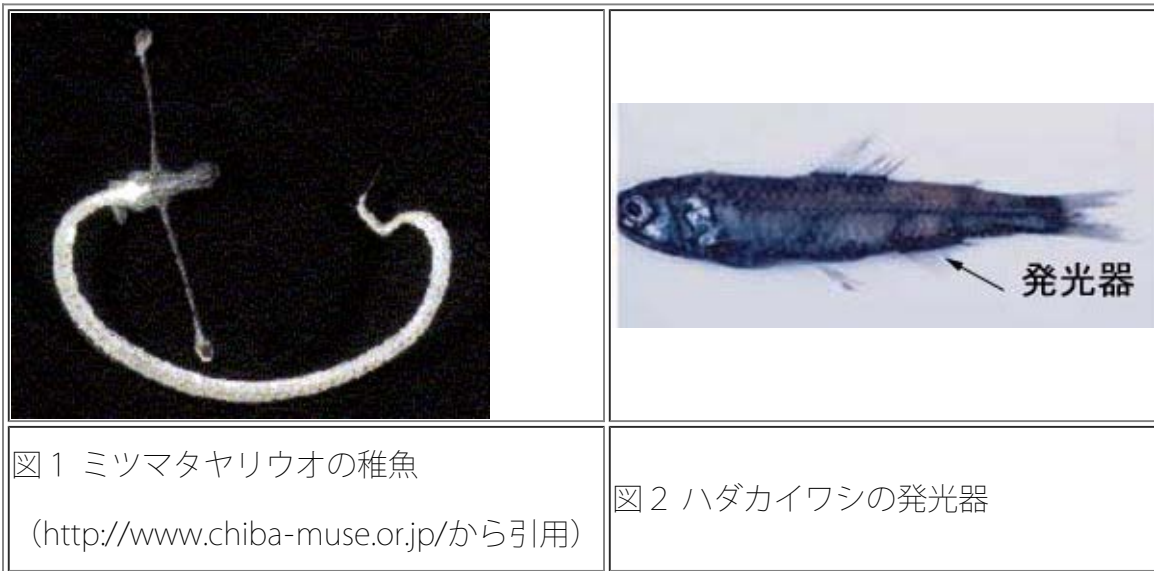 発光器
図1 ミツマタヤリウオの稚魚
（http://www.chiba-muse.or.jp/から引用）
図2 ハダカイワシの発光器